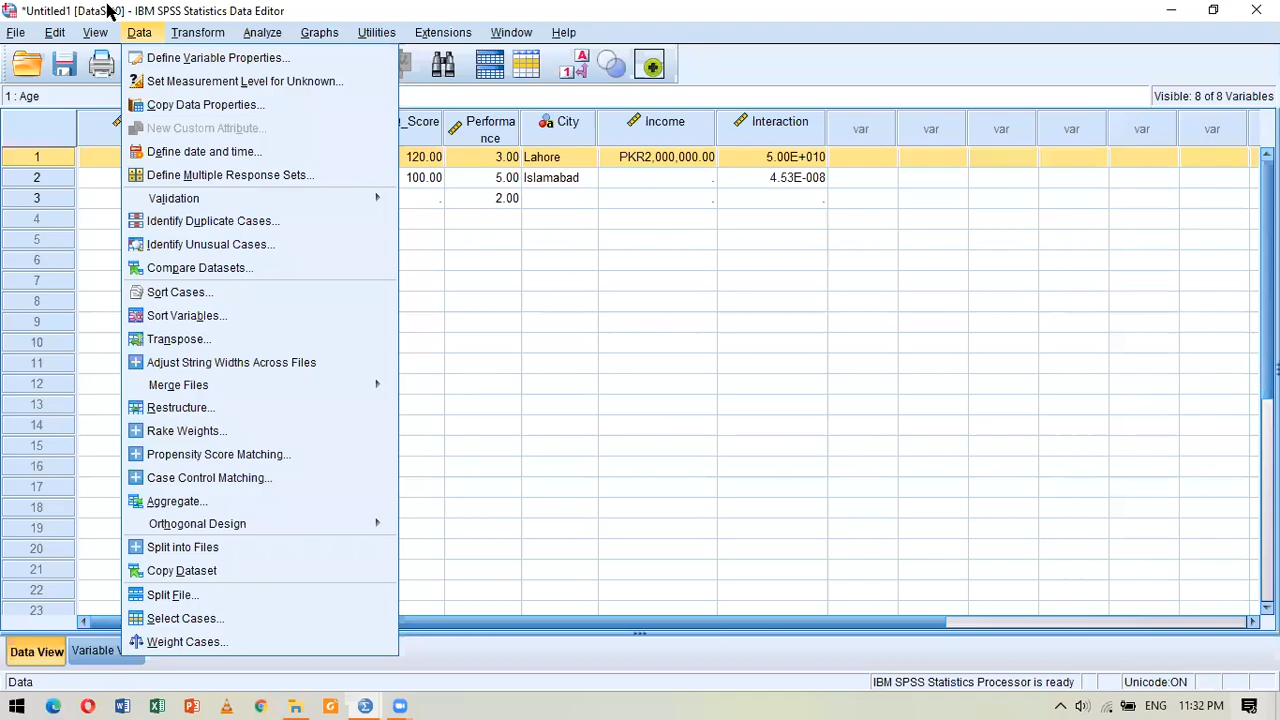 *Untitled1 [DataSet0] - IBM SPSS Statistics Data Editor
File Edit View Data Transform Analyze Graphs Utilities Extensions Window Help
1 : Age
Visible: 8 of 8 Variables
_Score Performance City Income Interaction var var var var var var
1 120.00 3.00 Lahore PKR2,000,000.00 5.00E+010
2 100.00 5.00 Islamabad . 4.53E-008
3 . 2.00 . .
4
5
6
7
8
9
10
11
12
13
14
15
16
17
18
19
20
21
22
23
Define Variable Properties...
Set Measurement Level for Unknown...
Copy Data Properties...
New Custom Attribute...
Define date and time...
Define Multiple Response Sets...
Validation
Identify Duplicate Cases...
Identify Unusual Cases...
Compare Datasets...
Sort Cases...
Sort Variables...
Transpose...
Adjust String Widths Across Files
Merge Files
Restructure...
Rake Weights...
Propensity Score Matching...
Case Control Matching...
Aggregate...
Orthogonal Design
Split into Files
Copy Dataset
Split File...
Select Cases...
Weight Cases...
Data View Variable V
Data
IBM SPSS Statistics Processor is ready
Unicode:ON
ENG 11:32 PM